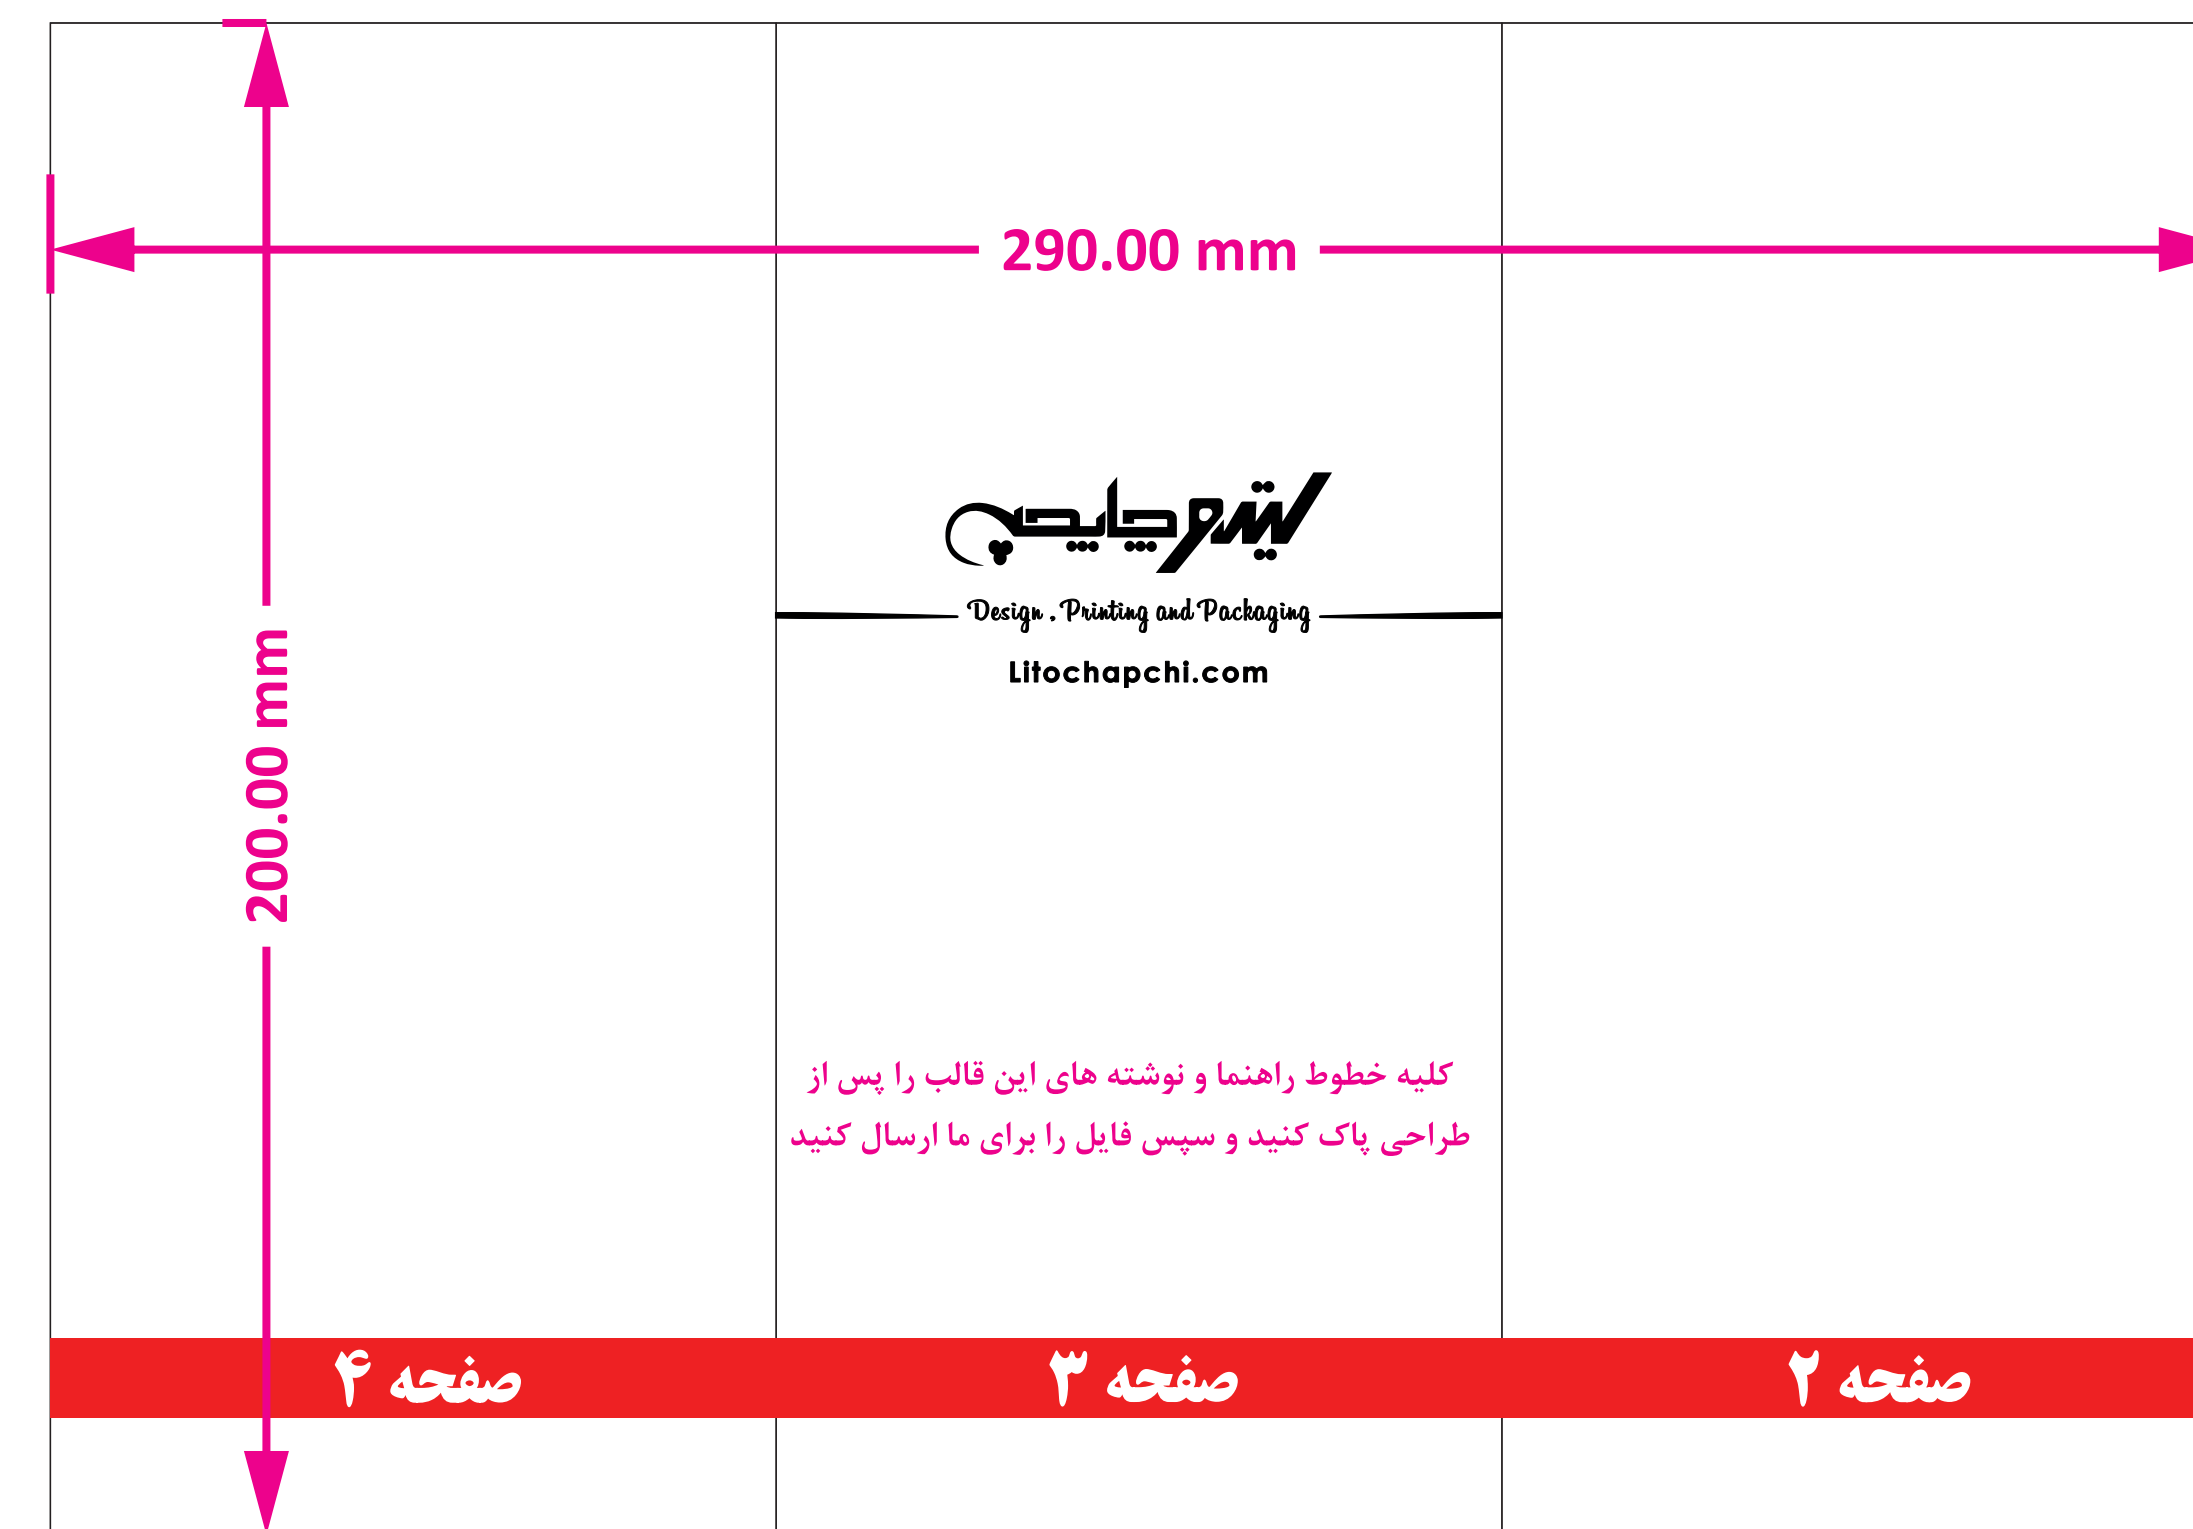 290.00 mm
200.00 mm
لیتوچاپچی
Design . Printing and Packaging
Litochapchi.com
کلیه خطوط راهنما و نوشته های این قالب را پس از
طراحی پاک کنید و سپس فایل را برای ما ارسال کنید
صفحه ۲
صفحه ۳
صفحه ۴